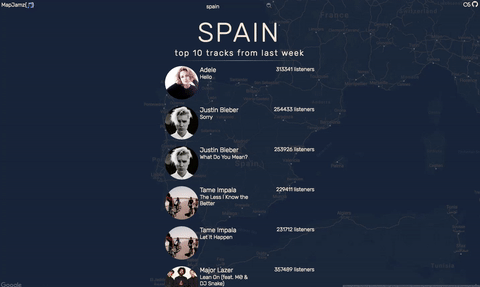 MapJamz
spain
OS
SPAIN
top 10 tracks from last week
Adele
313341 listeners
Hello
Justin Bieber
254433 listeners
Sorry
Justin Bieber
253926 listeners
What Do You Mean?
Tame Impala
229411 listeners
The Less I Know the
Better
Tame Impala
231712 listeners
Let It Happen
Major Lazer
357489 listeners
Lean On (feat. MØ &
DJ Snake)
Google